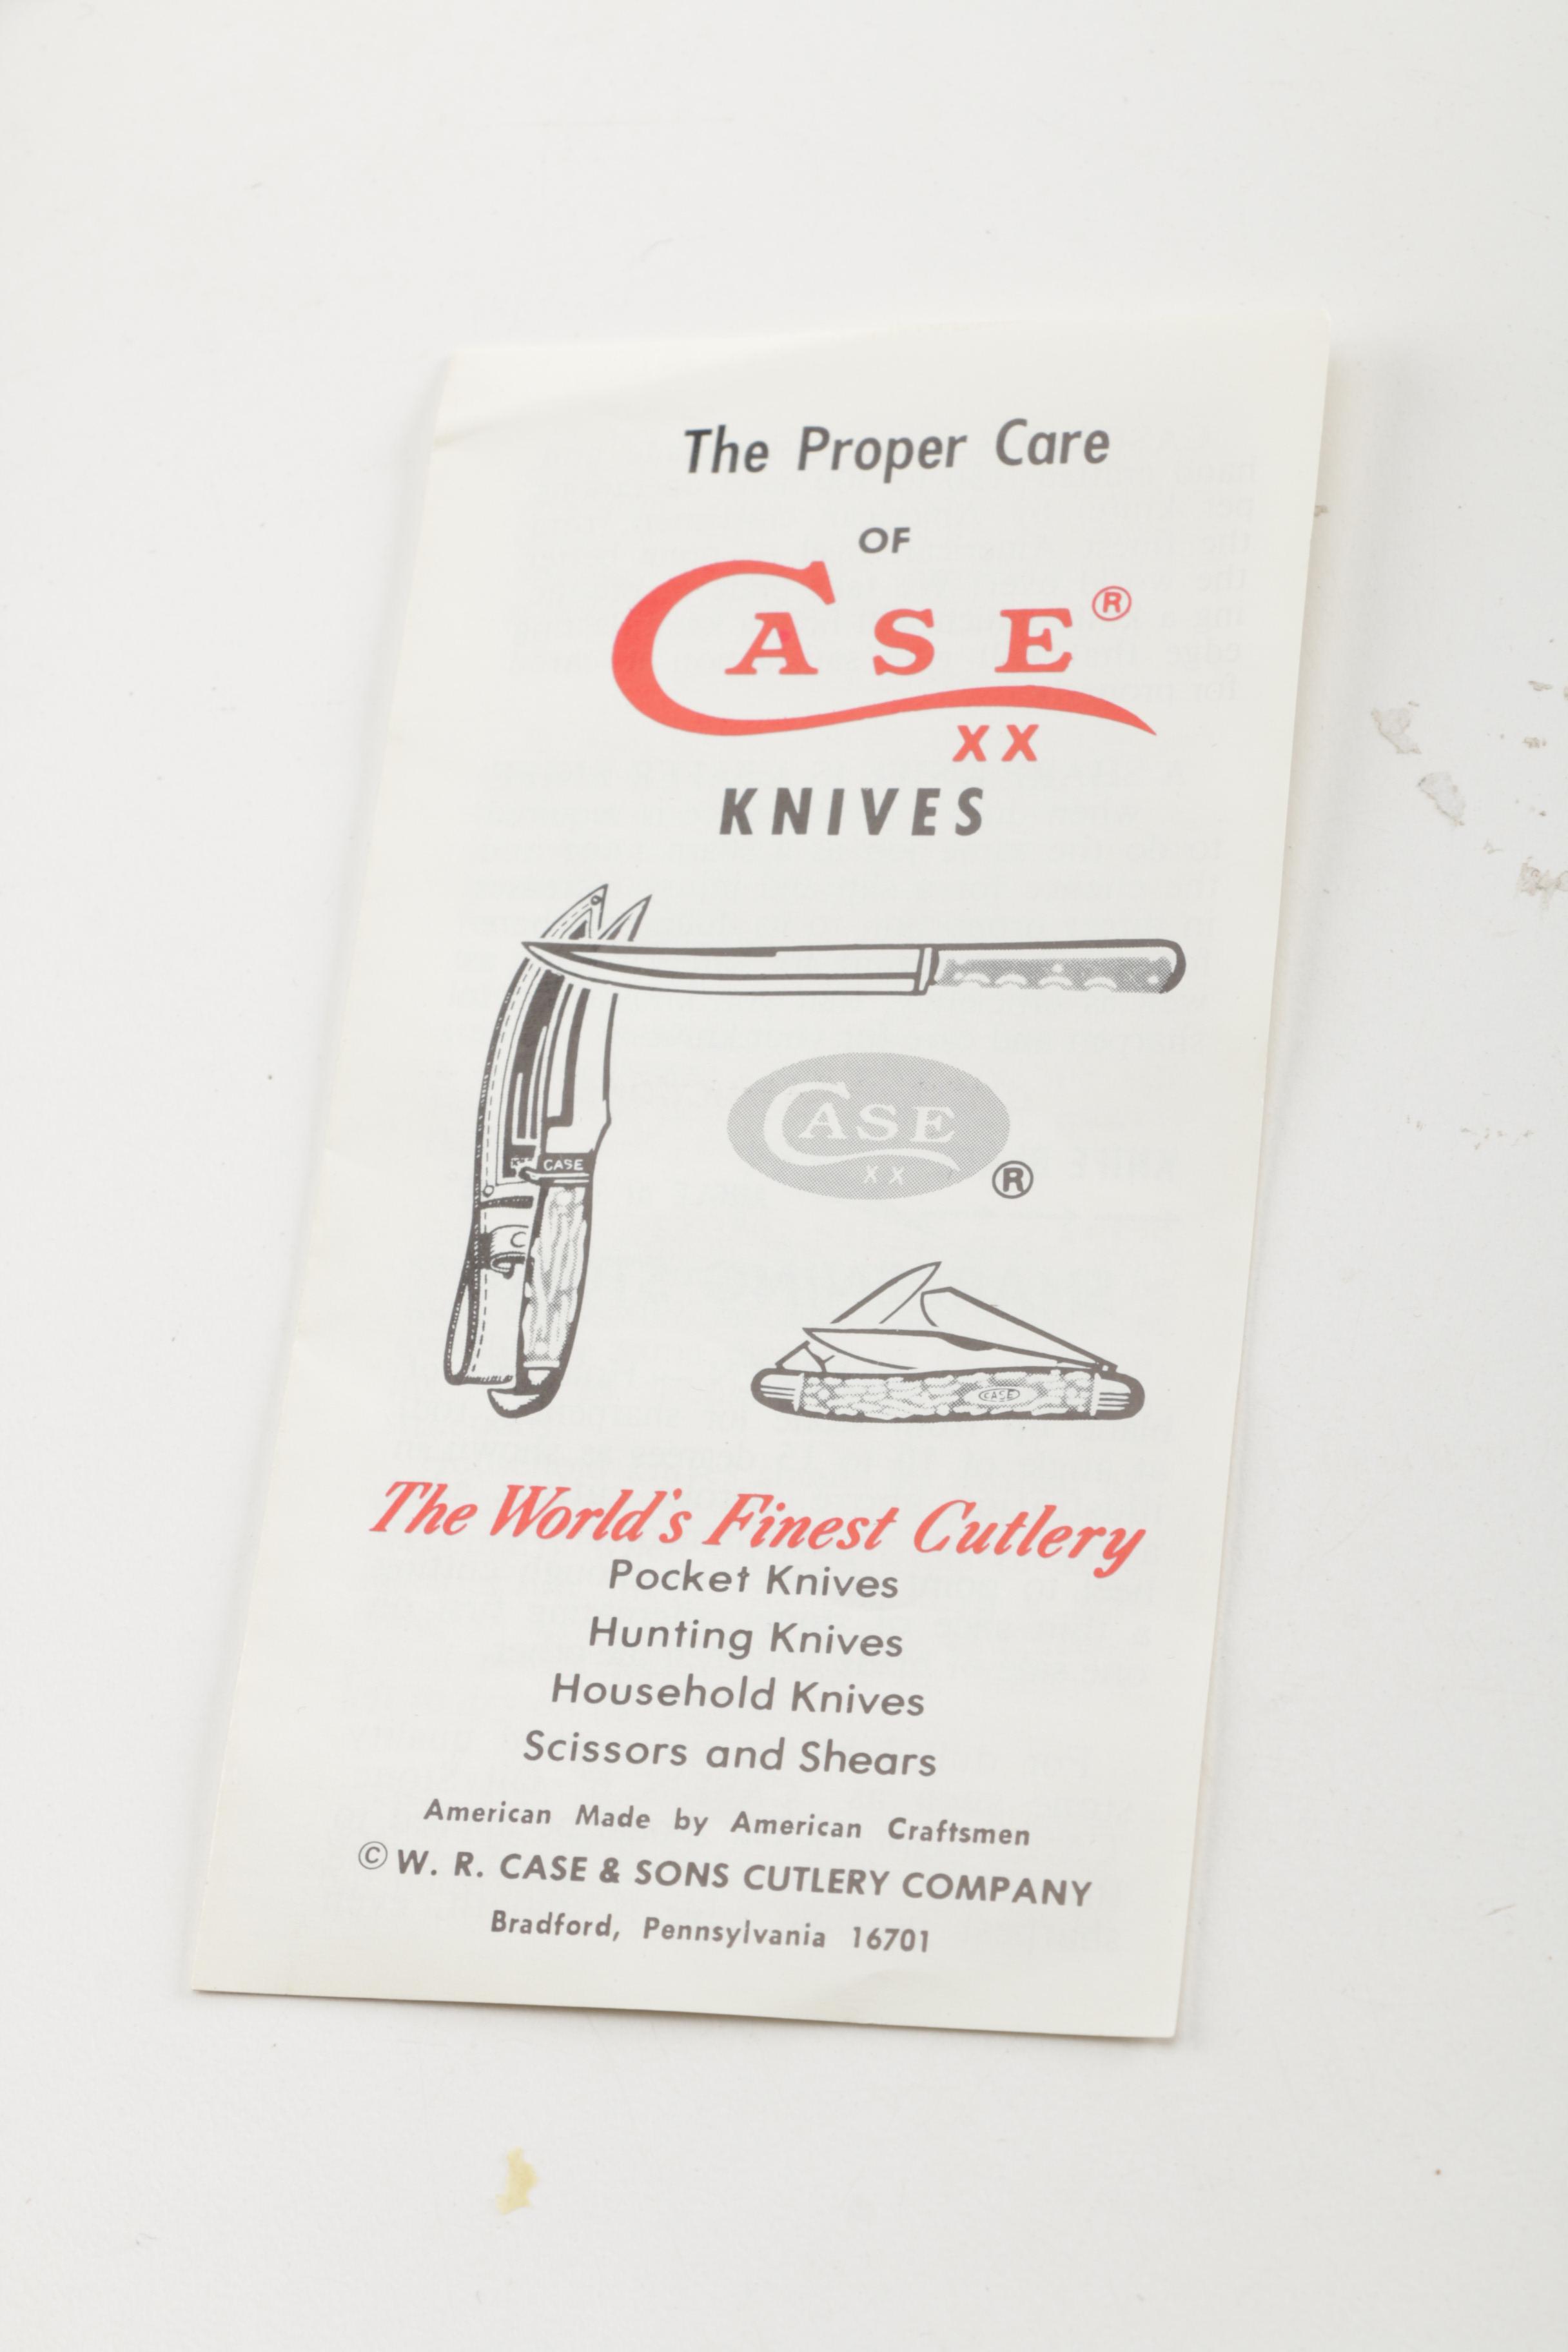 The Proper Care
OF
CASE®
XX
KNIVES
CASE
CASE
XX
®
CASE
The World's Finest Cutlery
Pocket Knives
Hunting Knives
Household Knives
Scissors and Shears
American Made by American Craftsmen
© W. R. CASE & SONS CUTLERY COMPANY
Bradford, Pennsylvania 16701